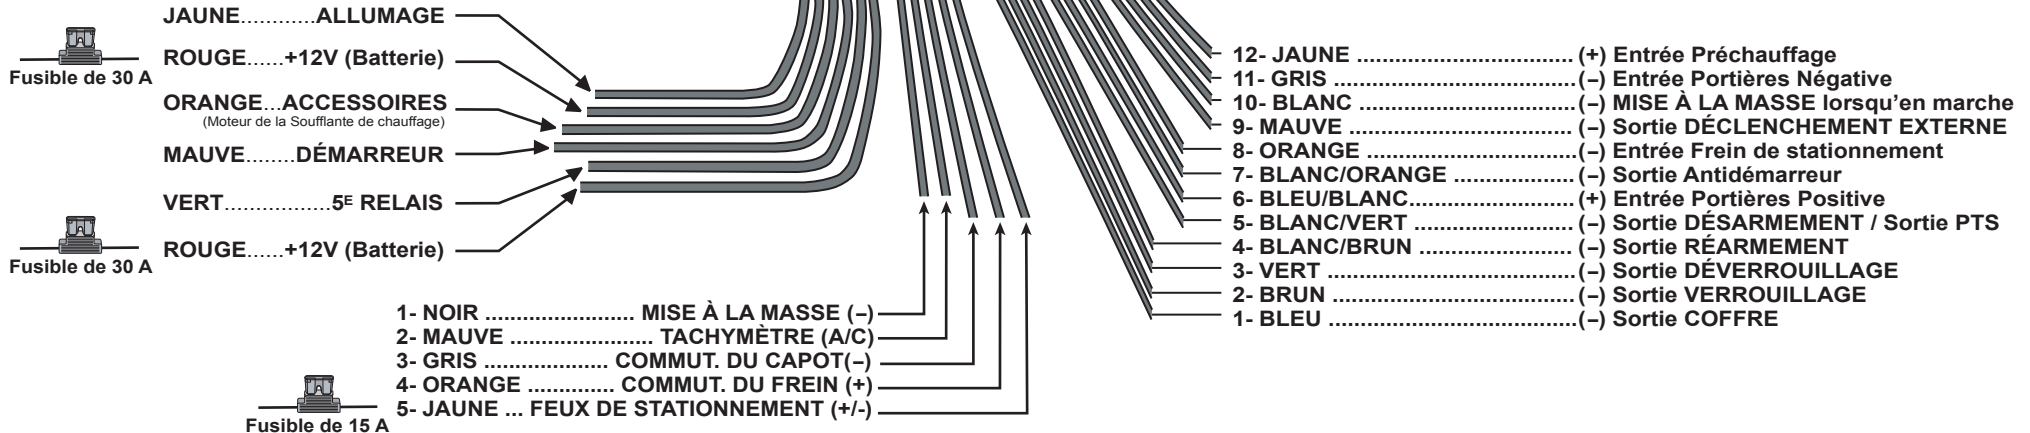 JAUNE............ALLUMAGE
Fusible de 30 A
ROUGE......+12V (Batterie)
ORANGE...ACCESSOIRES
(Moteur de la Soufflante de chauffage)
MAUVE........DÉMARREUR
VERT.................5E RELAIS
ROUGE......+12V (Batterie)
Fusible de 30 A
1- NOIR ....................... MISE À LA MASSE (–)
2- MAUVE ...................... TACHYMÈTRE (A/C)
3- GRIS ................... COMMUT. DU CAPOT(–)
4- ORANGE ............. COMMUT. DU FREIN (+)
5- JAUNE ... FEUX DE STATIONNEMENT (+/-)
Fusible de 15 A
12- JAUNE ................................. (+) Entrée Préchauffage
11- GRIS ..................................... (–) Entrée Portières Négative
10- BLANC ................................. (–) MISE À LA MASSE lorsqu'en marche
9- MAUVE .................................. (–) Sortie DÉCLENCHEMENT EXTERNE
8- ORANGE ................................(–) Entrée Frein de stationnement
7- BLANC/ORANGE .................. (–) Sortie Antidémarreur
6- BLEU/BLANC......................... (+) Entrée Portières Positive
5- BLANC/VERT ......................... (–) Sortie DÉSARMEMENT / Sortie PTS
4- BLANC/BRUN ....................... (–) Sortie RÉARMEMENT
3- VERT ...................................... (–) Sortie DÉVERROUILLAGE
2- BRUN ..................................... (–) Sortie VERROUILLAGE
1- BLEU ......................................(–) Sortie COFFRE